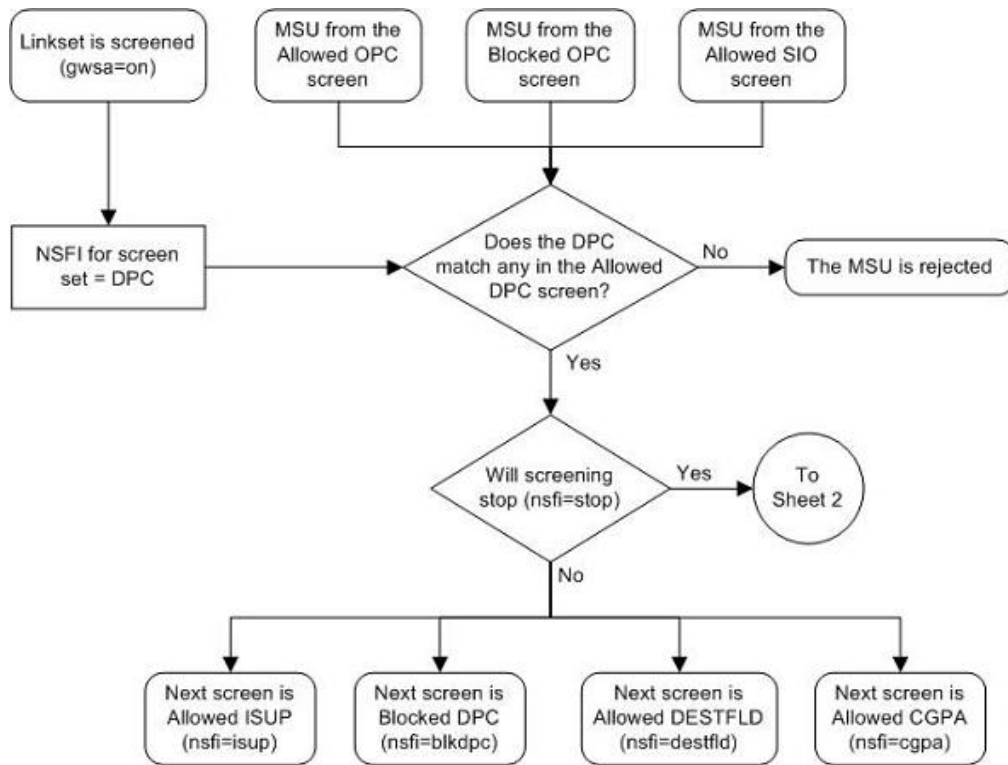 Linkset is screened
(gwsa=on)
MSU from the
Allowed OPC
screen
MSU from the
Blocked OPC
screen
MSU from the
Allowed SIO
screen
NSFI for screen
set = DPC
Does the DPC
match any in the Allowed
DPC screen?
No
The MSU is rejected
Yes
Will screening
stop (nsfi=stop)
Yes
To
Sheet 2
No
Next screen is
Allowed ISUP
(nsfi=isup)
Next screen is
Blocked DPC
(nsfi=blkdpc)
Next screen is
Allowed DESTFLD
(nsfi=destfld)
Next screen is
Allowed CGPA
(nsfi=cgpa)